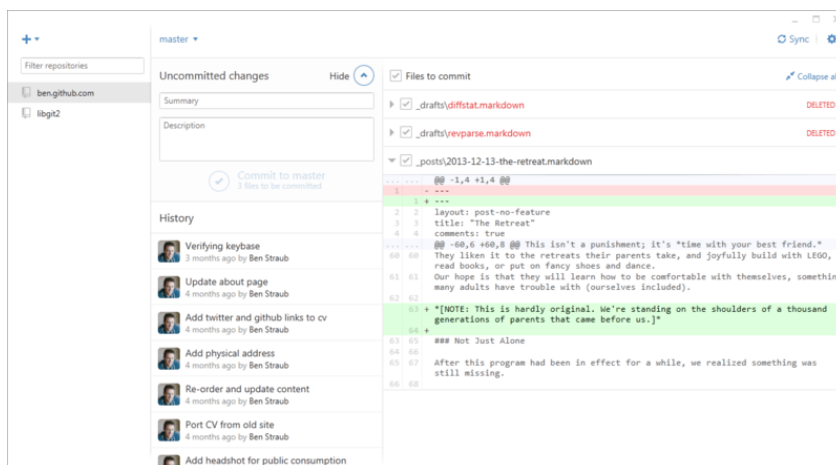 master
Sync
Filter repositories
ben.github.com
libgit2
Uncommitted changes
Hide
Summary
Description
Commit to master
3 files to be committed
History
Verifying keybase
3 months ago by Ben Straub
Update about page
4 months ago by Ben Straub
Add twitter and github links to cv
4 months ago by Ben Straub
Add physical address
4 months ago by Ben Straub
Re-order and update content
4 months ago by Ben Straub
Port CV from old site
4 months ago by Ben Straub
Add headshot for public consumption
Files to commit
Collapse al
_drafts\diffstat.markdown
DELETED
_drafts\revparse.markdown
DELETED
_posts\2013-12-13-the-retreat.markdown
... ... @@ -1,4 +1,4 @@
1 - ---
1 + ---
2 2 layout: post-no-feature
3 3 title: "The Retreat"
4 4 comments: true
... ... @@ -60,6 +60,8 @@ This isn't a punishment; it's *time with your best friend.*
60 60 They liken it to the retreats their parents take, and joyfully build with LEGO,
read books, or put on fancy shoes and dance.
61 61 Our hope is that they will learn how to be comfortable with themselves, somethin
many adults have trouble with (ourselves included).
62 62
63 + *[NOTE: This is hardly original. We're standing on the shoulders of a thousand
generations of parents that came before us.]*
64 +
63 65 ### Not Just Alone
64 66
65 67 After this program had been in effect for a while, we realized something was
still missing.
66 68